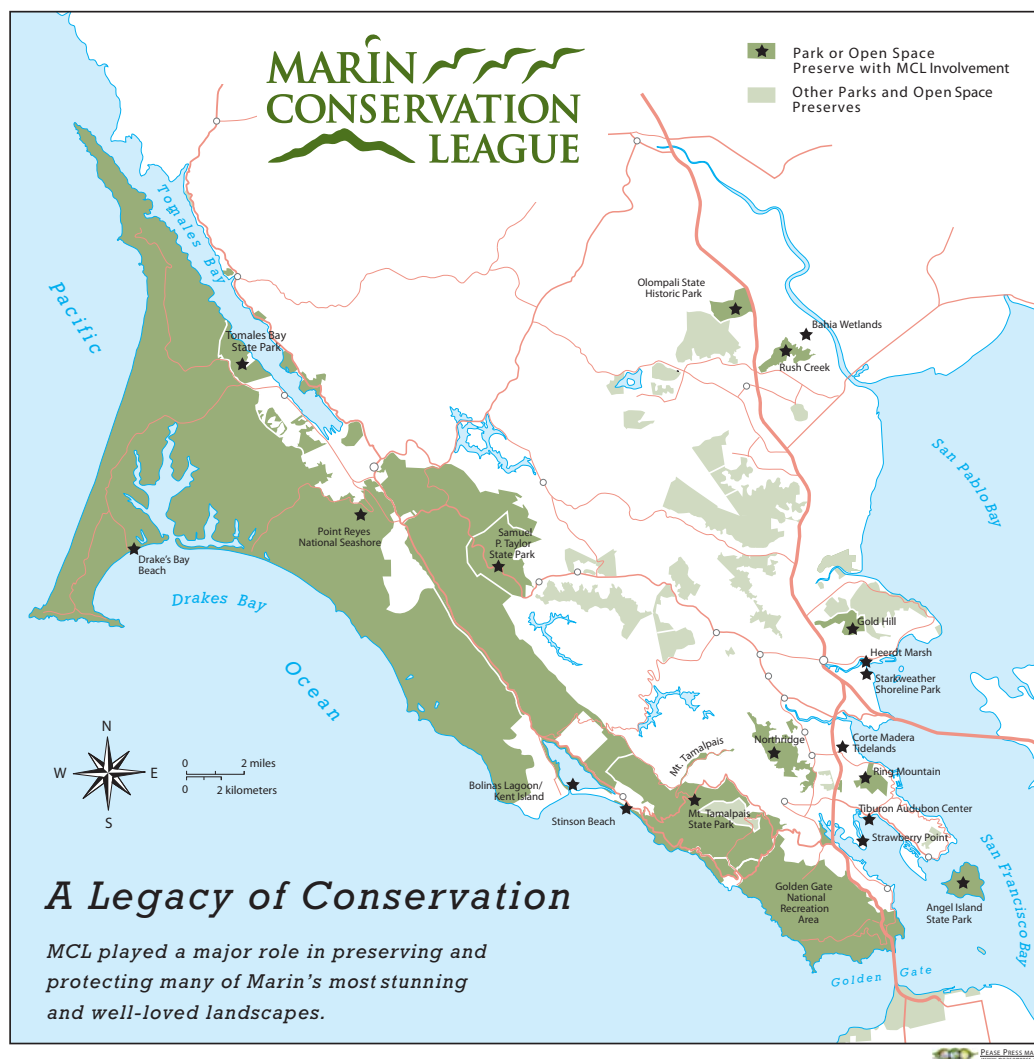 MARIN
CONSERVATION
LEAGUE
Park or Open Space
Preserve with MCL Involvement
Other Parks and Open Space
Preserves
Tomales Bay
Pacific
Olompali State
Historic Park
Bahia Wetlands
Rush Creek
Tomales Bay
State Park
San Pablo Bay
Point Reyes
National Seashore
Samuel
P. Taylor
State Park
Drake's Bay
Beach
Drakes Bay
Gold Hill
Heerdt Marsh
Starkweather
Shoreline Park
Ocean
N
W
E
S
0 2 miles
0 2 kilometers
Mt. Tamalpais
Northridge
Corte Madera
Tidelands
Ring Mountain
Bolinas Lagoon/
Kent Island
Stinson Beach
Mt. Tamalpais
State Park
Tiburon Audubon Center
Strawberry Point
San Francisco Bay
Golden Gate
National
Recreation
Area
Angel Island
State Park
Golden Gate
A Legacy of Conservation
MCL played a major role in preserving and
protecting many of Marin's most stunning
and well-loved landscapes.
PEASE PRESS MA